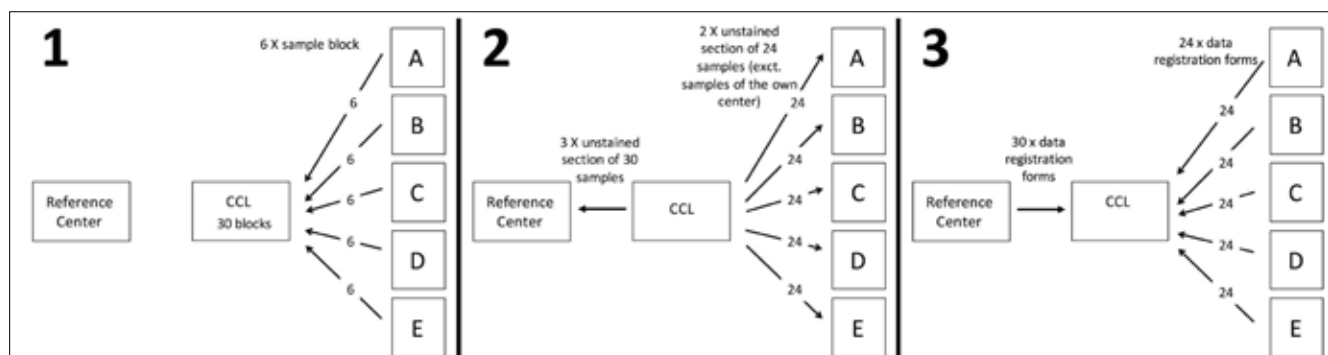 1
6 X sample block
6
6
6
6
6
Reference
Center
CCL
30 blocks
A
B
C
D
E
2
2 X unstained
section of 24
samples (exct.
samples of the own
center)
3 X unstained
section of 30
samples
24
24
24
24
24
Reference
Center
CCL
A
B
C
D
E
3
24 x data
registration forms
30 x data
registration
forms
24
24
24
24
24
Reference
Center
CCL
A
B
C
D
E